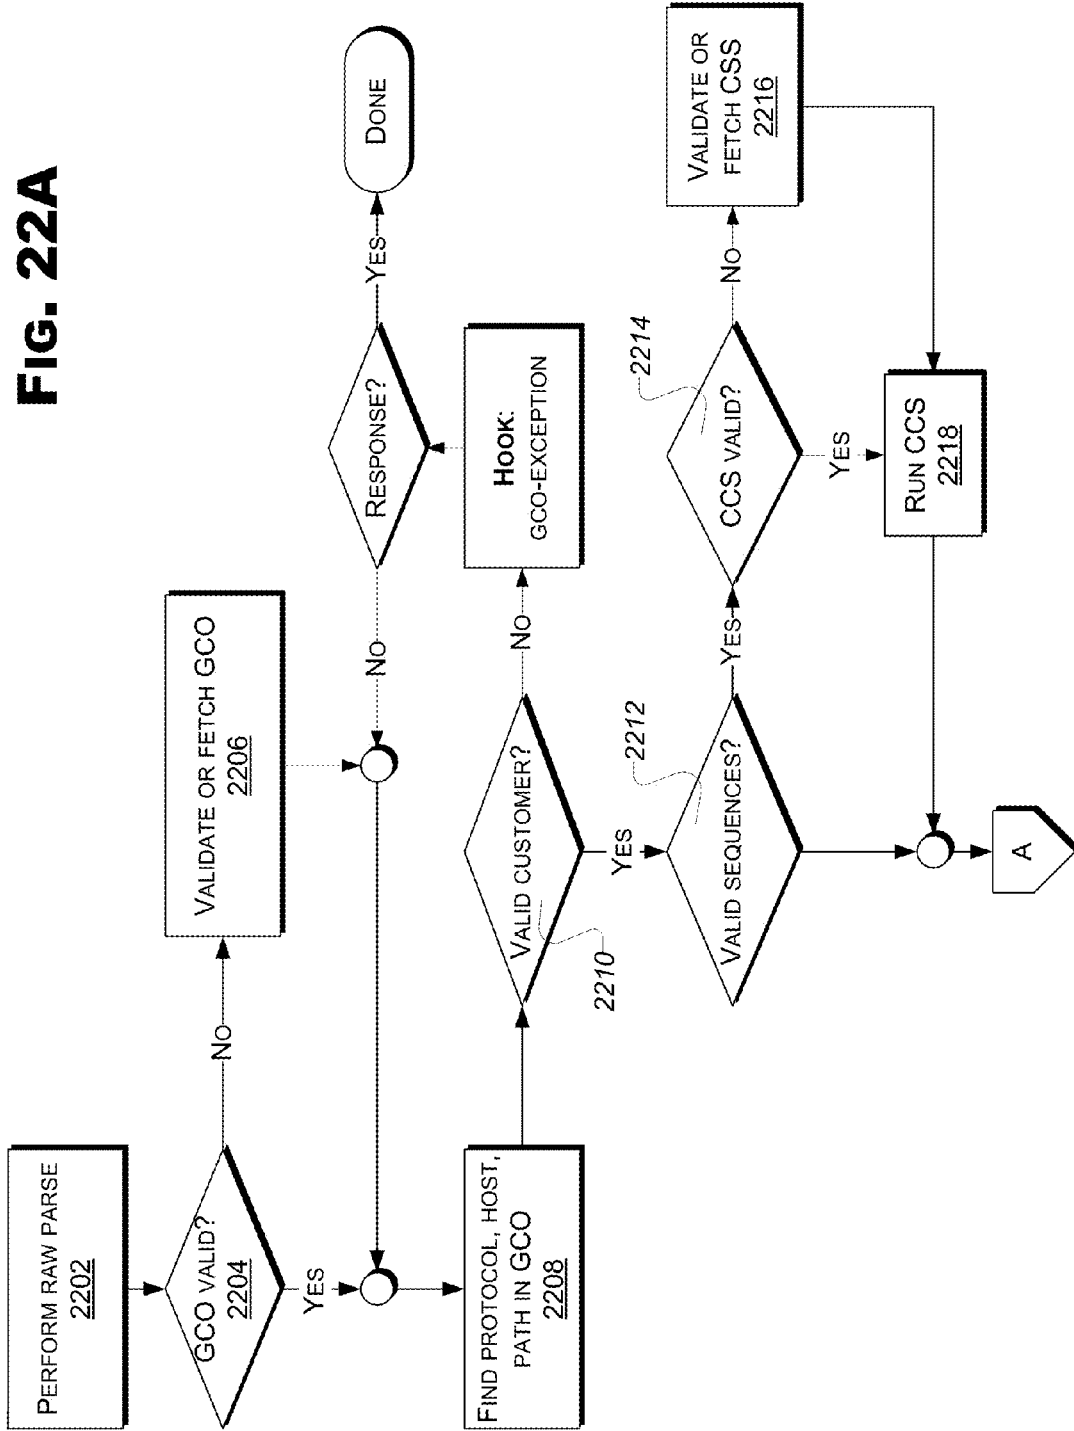 FIG. 22A
PERFORM RAW PARSE
2202
GCO VALID?
2204
NO
YES
VALIDATE OR FETCH GCO
2206
FIND PROTOCOL, HOST,
PATH IN GCO
2208
VALID CUSTOMER?
2210
NO
YES
HOOK:
GCO-EXCEPTION
RESPONSE?
NO
YES
DONE
VALID SEQUENCES?
2212
YES
CCS VALID?
2214
NO
YES
VALIDATE OR
FETCH CSS
2216
RUN CCS
2218
A